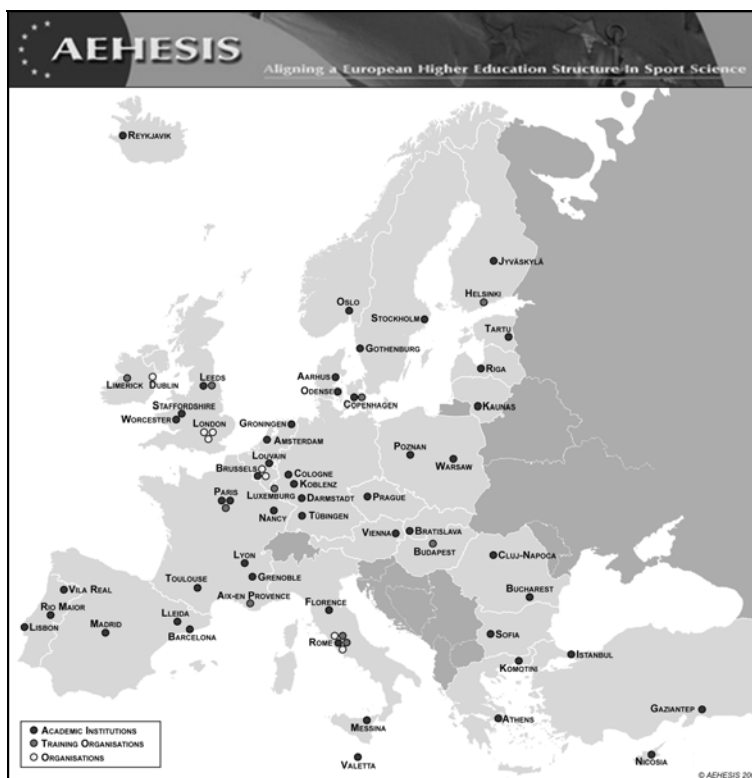 AEHESIS
Aligning a European Higher Education Structure In Sport Science
REYKJAVIK
JYVÄSKYLÄ
HELSINKI
OSLO
STOCKHOLM
TARTU
GOTHENBURG
RIGA
AARHUS
ODENSE
COPENHAGEN
KAUNAS
LIMERICK
DUBLIN
LEEDS
STAFFORDSHIRE
WORCESTER
LONDON
GRONINGEN
AMSTERDAM
LOUVAIN
BRUSSELS
COLOGNE
KOBLENZ
POZNAN
WARSAW
PARIS
LUXEMBURG
DARMSTADT
PRAGUE
NANCY
TÜBINGEN
VIENNA
BRATISLAVA
BUDAPEST
CLUJ-NAPOCA
LYON
GRENOBLE
TOULOUSE
AIX-EN PROVENCE
BUCHAREST
VILA REAL
RIO MAIOR
LISBON
MADRID
LLEIDA
BARCELONA
FLORENCE
ROME
SOFIA
KOMOTINI
ISTANBUL
GAZIANTEP
ATHENS
MESSINA
VALETTA
NICOSIA
ACADEMIC INSTITUTIONS
TRAINING ORGANISATIONS
ORGANISATIONS
© AEHESIS